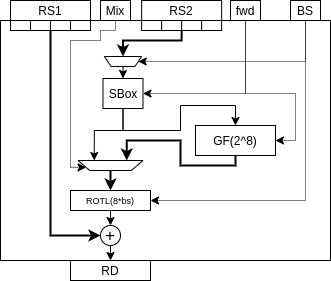 RS1 Mix RS2 fwd BS
SBox
GF(2^8)
ROTL(8*bs)
+
RD